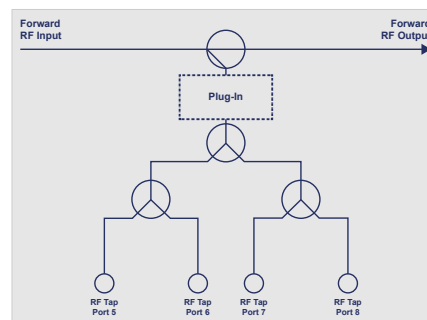 Forward
RF Input
Forward
RF Output
Plug-In
RF Tap
Port 5
RF Tap
Port 6
RF Tap
Port 7
RF Tap
Port 8